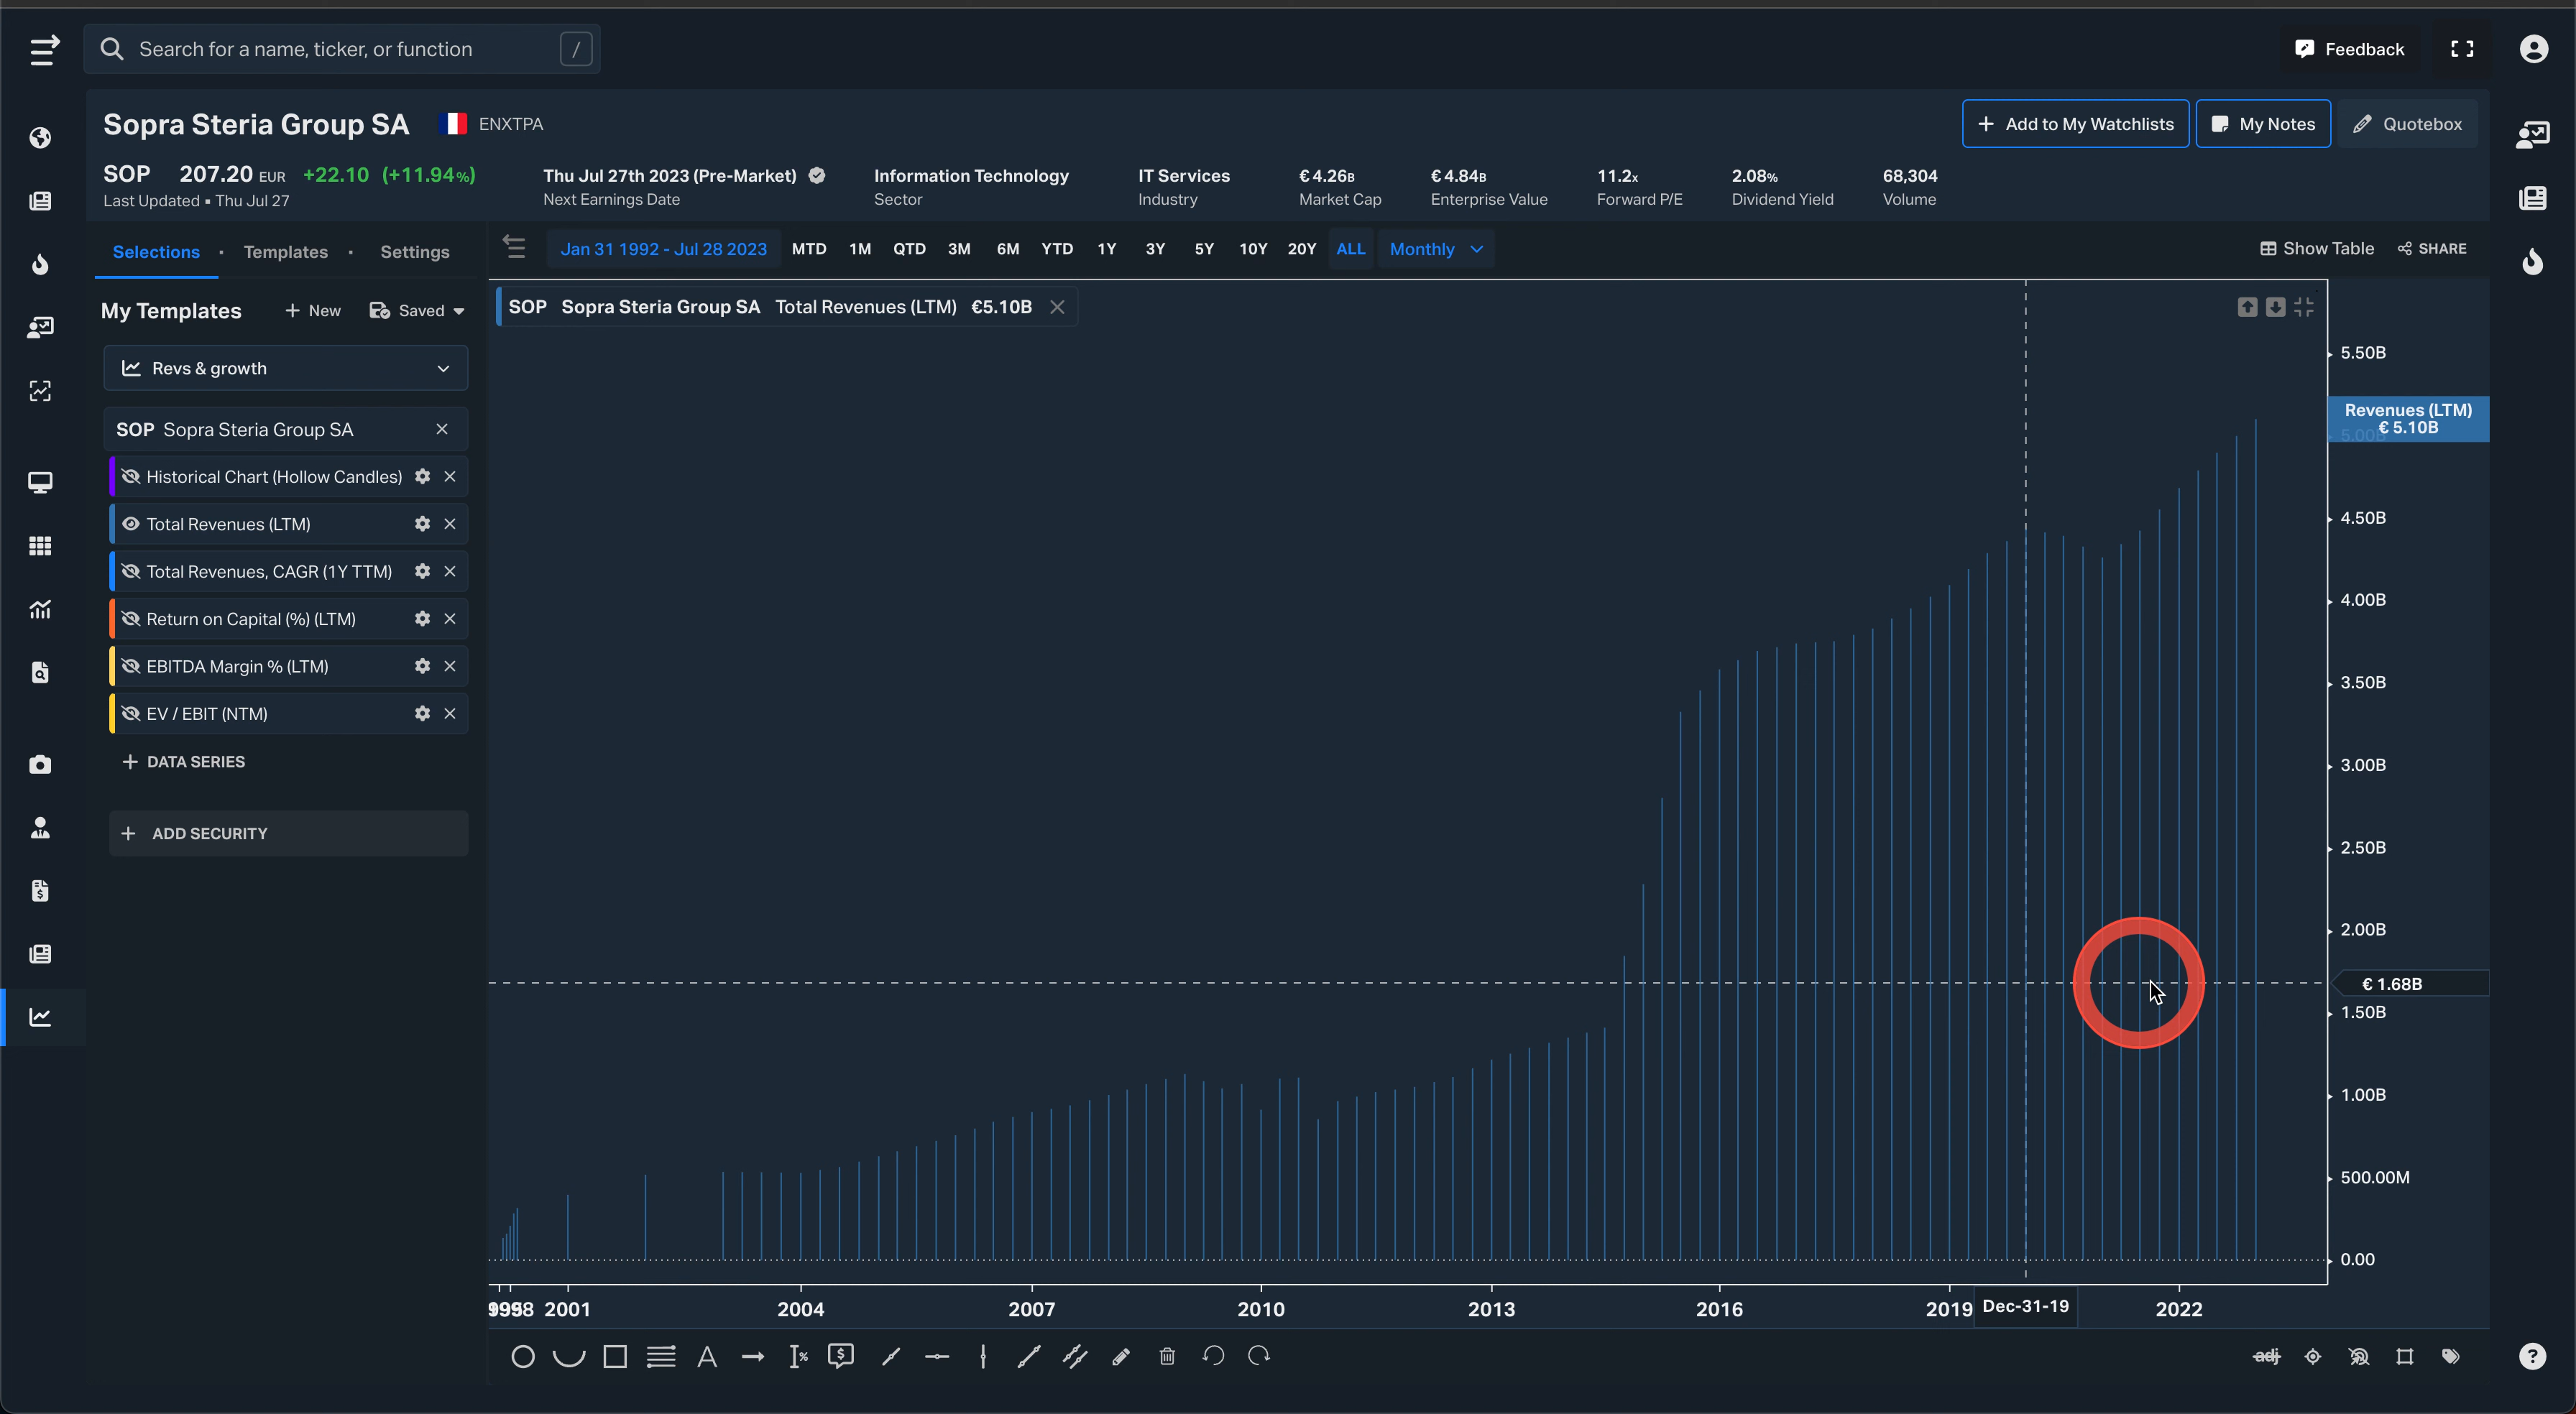 Search for a name, ticker, or function /
Feedback
Sopra Steria Group SA ENXTPA
+ Add to My Watchlists My Notes Quotebox
SOP 207.20 EUR +22.10 (+11.94%)
Last Updated ▪ Thu Jul 27
Thu Jul 27th 2023 (Pre-Market)
Next Earnings Date
Information Technology
Sector
IT Services
Industry
€4.26B
Market Cap
€4.84B
Enterprise Value
11.2x
Forward P/E
2.08%
Dividend Yield
68,304
Volume
Selections · Templates · Settings
Jan 31 1992 - Jul 28 2023 MTD 1M QTD 3M 6M YTD 1Y 3Y 5Y 10Y 20Y ALL Monthly
Show Table SHARE
My Templates + New Saved
Revs & growth
SOP Sopra Steria Group SA
Historical Chart (Hollow Candles)
Total Revenues (LTM)
Total Revenues, CAGR (1Y TTM)
Return on Capital (%) (LTM)
EBITDA Margin % (LTM)
EV / EBIT (NTM)
+ DATA SERIES
+ ADD SECURITY
SOP Sopra Steria Group SA Total Revenues (LTM) €5.10B
5.50B
Revenues (LTM)
€ 5.10B
5.00B
4.50B
4.00B
3.50B
3.00B
2.50B
2.00B
€ 1.68B
1.50B
1.00B
500.00M
0.00
2001 2004 2007 2010 2013 2016 2019 Dec-31-19 2022
A
%
$
adj
?